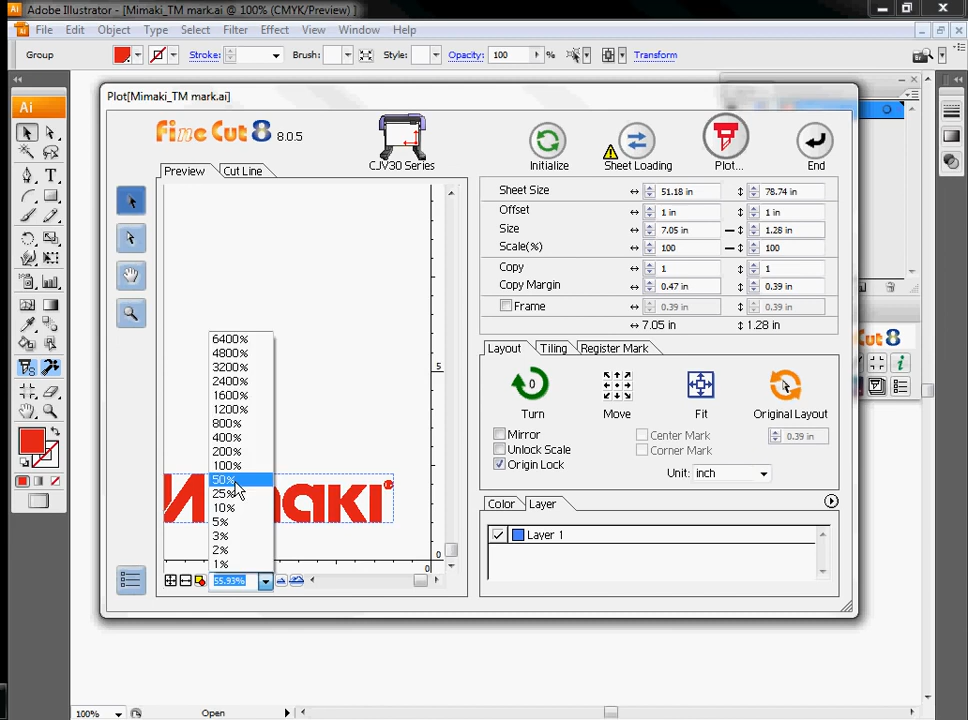 Adobe Illustrator - [Mimaki_TM mark.ai @ 100% (CMYK/Preview) ]
File Edit Object Type Select Filter Effect View Window Help
Group Stroke: Brush: Style: Opacity: 100 Transform
Ai
Plot[Mimaki_TM mark.ai]
Fine Cut 8 8.0.5
CJV30 Series
Initialize Sheet Loading Plot... End
Preview Cut Line
Sheet Size 51.18 in 78.74 in
Offset 1 in 1 in
Size 7.05 in 1.28 in
Scale(%) 100 100
Copy 1 1
Copy Margin 0.47 in 0.39 in
Frame 0.39 in 0.39 in
7.05 in 1.28 in
Cut 8
Layout Tiling Register Mark
0
Turn Move Fit Original Layout
Mirror Center Mark 0.39 in
Unlock Scale Corner Mark
Origin Lock Unit: inch
Color Layer
Layer 1
6400%
4800%
3200%
2400%
1600%
1200%
800%
400%
200%
100%
50%
25%
10%
5%
3%
2%
1%
55.93%
5
0
0
100% Open